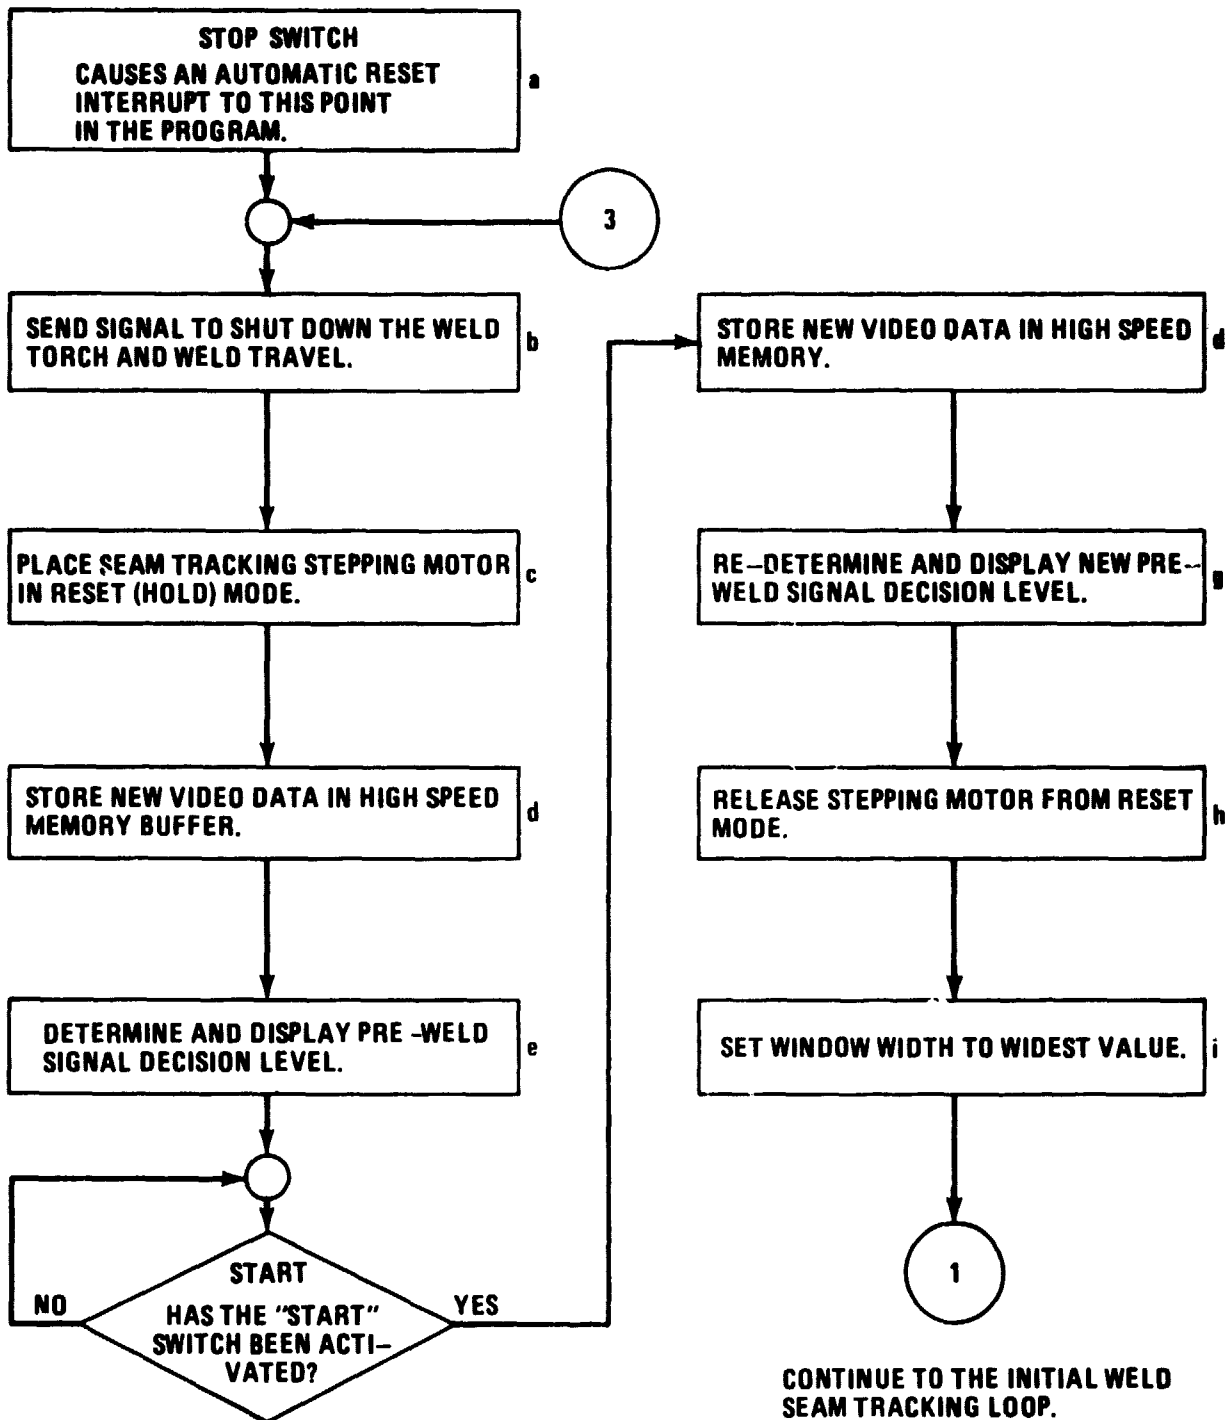 STOP SWITCH
CAUSES AN AUTOMATIC RESET
INTERRUPT TO THIS POINT
IN THE PROGRAM.
a
3
SEND SIGNAL TO SHUT DOWN THE WELD
TORCH AND WELD TRAVEL.
b
PLACE SEAM TRACKING STEPPING MOTOR
IN RESET (HOLD) MODE.
c
STORE NEW VIDEO DATA IN HIGH SPEED
MEMORY BUFFER.
d
DETERMINE AND DISPLAY PRE -WELD
SIGNAL DECISION LEVEL.
e
START
HAS THE "START"
SWITCH BEEN ACTI-
VATED?
NO
YES
STORE NEW VIDEO DATA IN HIGH SPEED
MEMORY.
d
RE-DETERMINE AND DISPLAY NEW PRE-
WELD SIGNAL DECISION LEVEL.
g
RELEASE STEPPING MOTOR FROM RESET
MODE.
h
SET WINDOW WIDTH TO WIDEST VALUE.
i
1
CONTINUE TO THE INITIAL WELD
SEAM TRACKING LOOP.